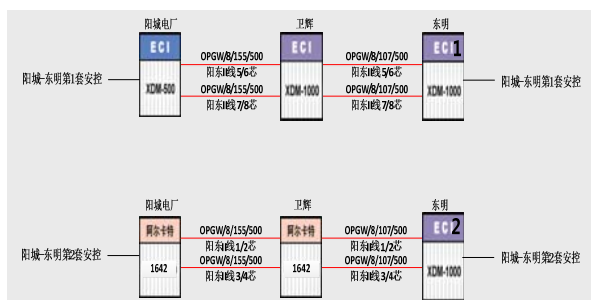 阳城电厂 卫辉 东明
ECI ECI ECI 1
OPGW/8/155/500 OPGW/8/107/500
阳东II线5/6芯 阳东II线5/6芯
阳城-东明第1套安控 XDM-500 XDM-1000 XDM-1000 阳城-东明第1套安控
OPGW/8/155/500 OPGW/8/107/500
阳东II线7/8芯 阳东II线7/8芯
阳城电厂 卫辉 东明
阿尔卡特 阿尔卡特 ECI 2
OPGW/8/155/500 OPGW/8/107/500
阳东II线1/2芯 阳东II线1/2芯
阳城-东明第2套安控 1642 1642 XDM-1000 阳城-东明第2套安控
OPGW/8/155/500 OPGW/8/107/500
阳东II线3/4芯 阳东II线3/4芯